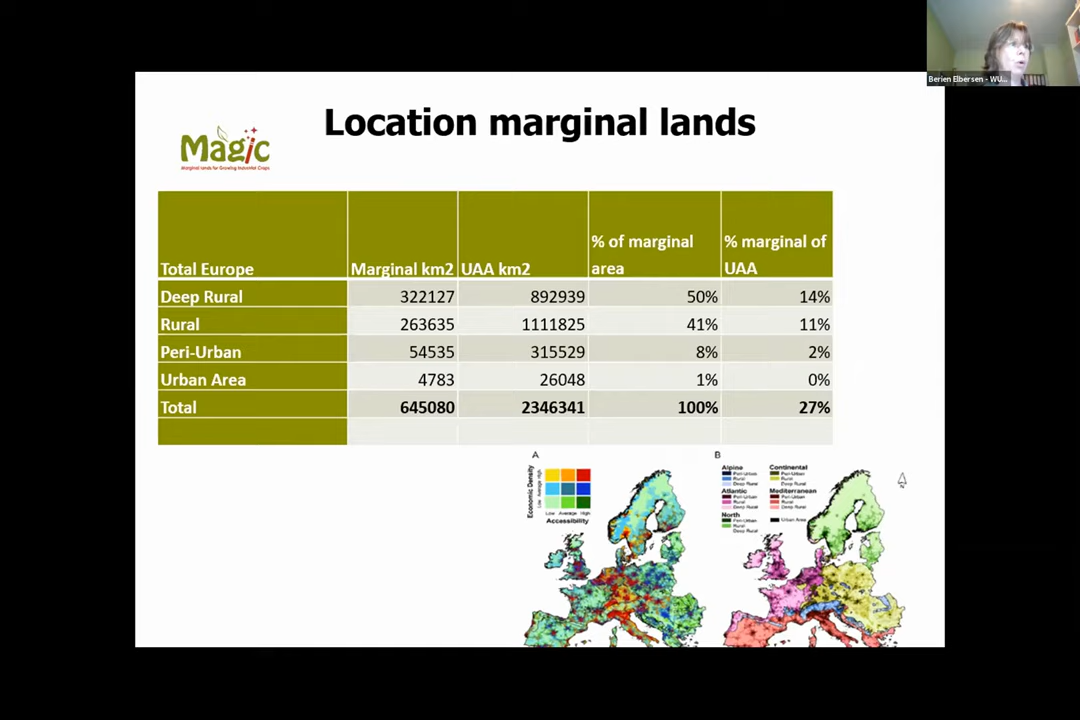 Berien Elbersen - WU...
Location marginal lands
Magic
Marginal lands for Growing Industrial Crops
Total Europe Marginal km2 UAA km2 % of marginal area % marginal of UAA
Deep Rural 322127 892939 50% 14%
Rural 263635 1111825 41% 11%
Peri-Urban 54535 315529 8% 2%
Urban Area 4783 26048 1% 0%
Total 645080 2346341 100% 27%
A
Economic Density
Low Average High
Low Average High
Accessibility
B
Alpine
Peri-Urban
Rural
Deep Rural
Atlantic
Peri-Urban
Rural
Deep Rural
North
Peri-Urban
Rural
Deep Rural
Continental
Peri-Urban
Rural
Deep Rural
Mediterranean
Peri-Urban
Rural
Deep Rural
Urban Area